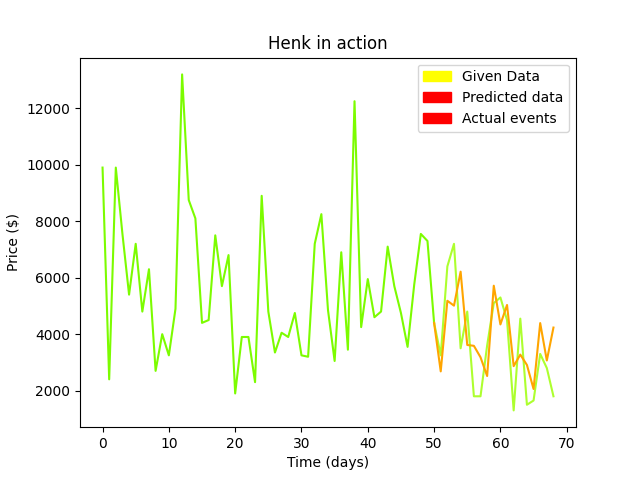 Henk in action
Given Data
Predicted data
Actual events
12000
10000
8000
6000
4000
2000
Price ($)
0 10 20 30 40 50 60 70
Time (days)